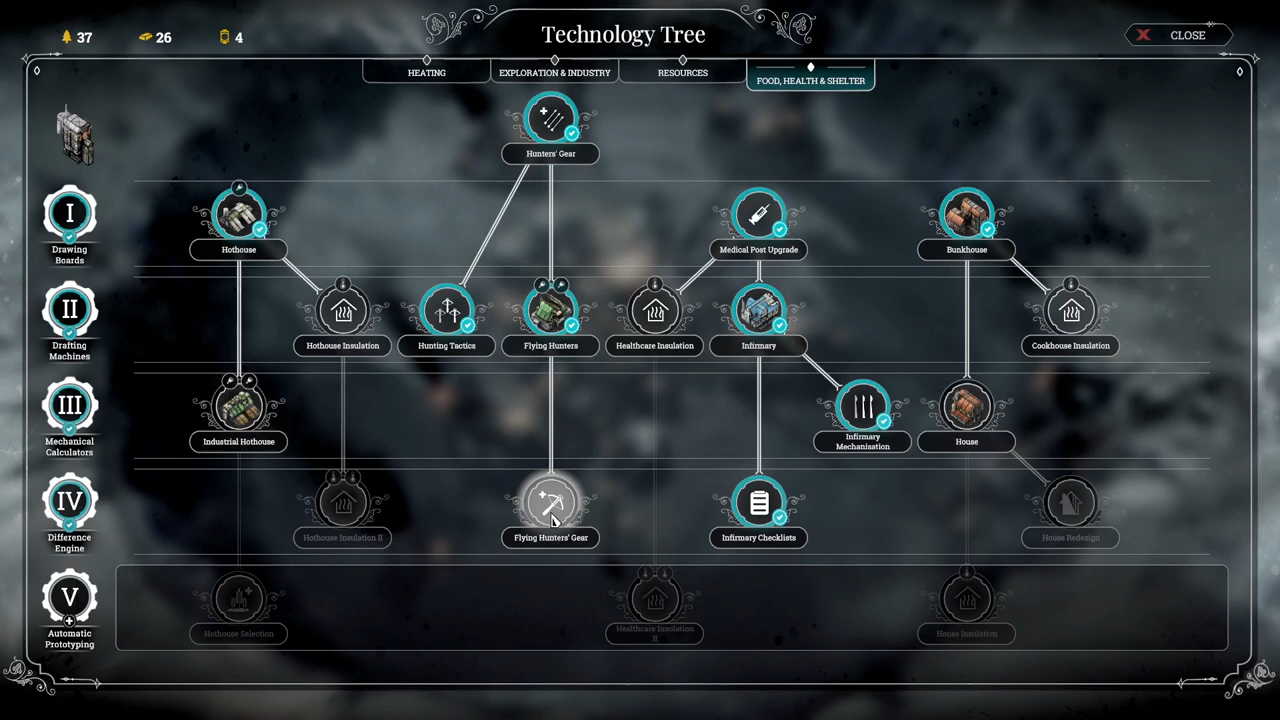 37
26
4
Technology Tree
CLOSE
HEATING
EXPLORATION & INDUSTRY
RESOURCES
FOOD, HEALTH & SHELTER
Hunters' Gear
I
Drawing
Boards
Hothouse
Medical Post Upgrade
Bunkhouse
II
Drafting
Machines
Hothouse Insulation
Hunting Tactics
Flying Hunters
Healthcare Insulation
Infirmary
Cookhouse Insulation
III
Mechanical
Calculators
Industrial Hothouse
Infirmary
Mechanisation
House
IV
Difference
Engine
Hothouse Insulation II
Flying Hunters' Gear
Infirmary Checklists
House Redesign
V
Automatic
Prototyping
Hothouse Selection
Healthcare Insulation
II
House Insulation